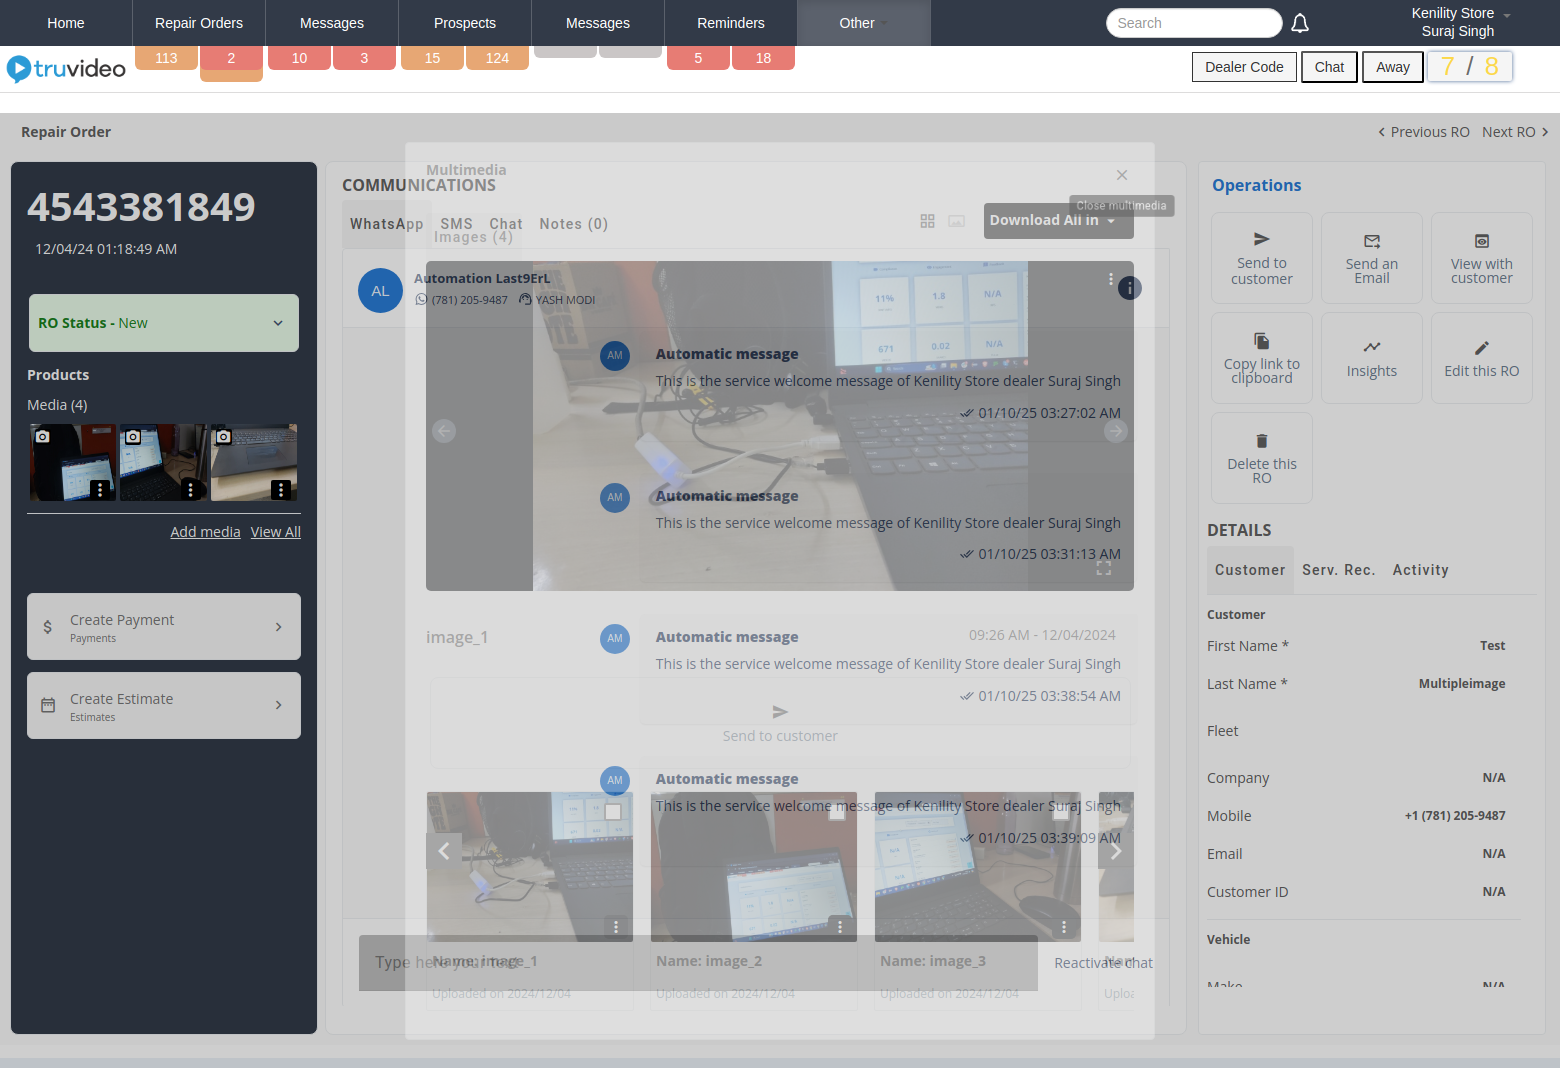 Home
Repair Orders
Messages
Prospects
Messages
Reminders
Other
Search
Kenility Store
Suraj Singh
truvideo
113
2
10
3
15
124
5
18
Dealer Code
Chat
Away
7 / 8
Repair Order
Previous RO
Next RO
4543381849
12/04/24 01:18:49 AM
RO Status - New
Products
Media (4)
Add media
View All
Create Payment
Payments
Create Estimate
Estimates
Multimedia
COMMUNICATIONS
WhatsApp
SMS
Chat
Notes (0)
Images (4)
Close multimedia
Download All in
AL
Automation Last9ErL
(781) 205-9487
YASH MODI
11%
1.8
N/A
671
0.02
N/A
AM
Automatic message
This is the service welcome message of Kenility Store dealer Suraj Singh
01/10/25 03:27:02 AM
AM
Automatic message
This is the service welcome message of Kenility Store dealer Suraj Singh
01/10/25 03:31:13 AM
image_1
09:26 AM - 12/04/2024
AM
Automatic message
This is the service welcome message of Kenility Store dealer Suraj Singh
01/10/25 03:38:54 AM
Send to customer
AM
Automatic message
This is the service welcome message of Kenility Store dealer Suraj Singh
01/10/25 03:39:09 AM
Name: image_1
Name: image_2
Name: image_3
Uploaded on 2024/12/04
Uploaded on 2024/12/04
Uploaded on 2024/12/04
Type here your text
Reactivate chat
Operations
Send to
customer
Send an
Email
View with
customer
Copy link to
clipboard
Insights
Edit this RO
Delete this
RO
DETAILS
Customer
Serv. Rec.
Activity
Customer
First Name * Test
Last Name * Multipleimage
Fleet
Company N/A
Mobile +1 (781) 205-9487
Email N/A
Customer ID N/A
Vehicle
Make N/A